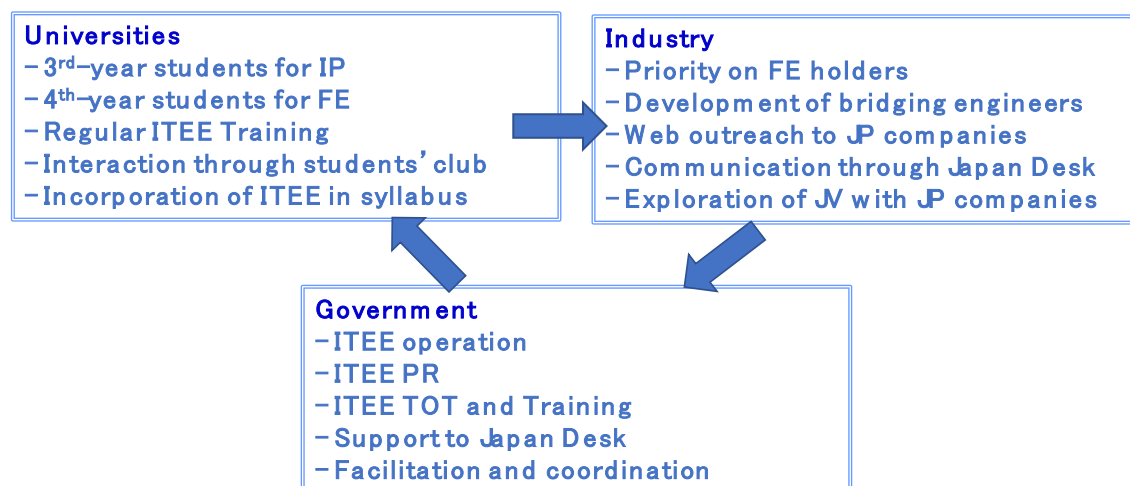 Universities
-3rd-year students for IP
-4th-year students for FE
-Regular ITEE Training
-Interaction through students' club
-Incorporation of ITEE in syllabus
Industry
-Priority on FE holders
-Development of bridging engineers
-Web outreach to JP companies
-Communication through Japan Desk
-Exploration of JV with JP companies
Government
-ITEE operation
-ITEE PR
-ITEE TOT and Training
-Support to Japan Desk
-Facilitation and coordination